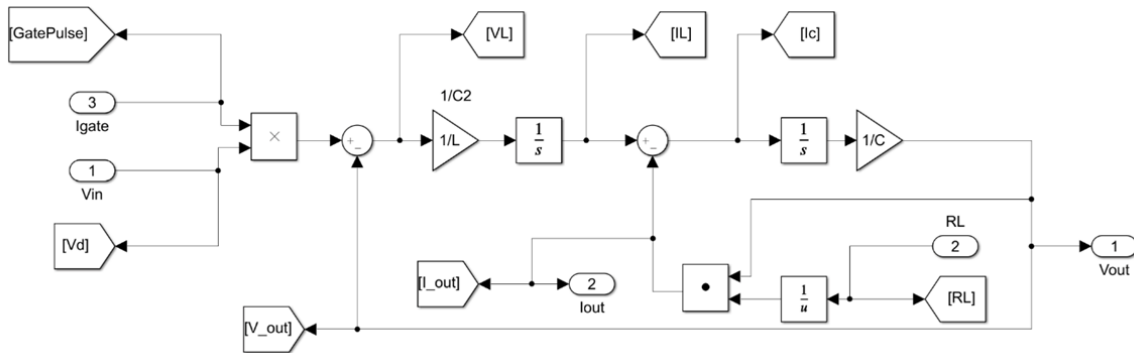 [GatePulse]
[VL]
[IL]
[Ic]
3
Igate
1/C2
×
+
−
1/L
1
s
+
−
1
s
1/C
1
Vin
[Vd]
RL
2
1
Vout
[I_out]
2
Iout
1
u
[RL]
[V_out]